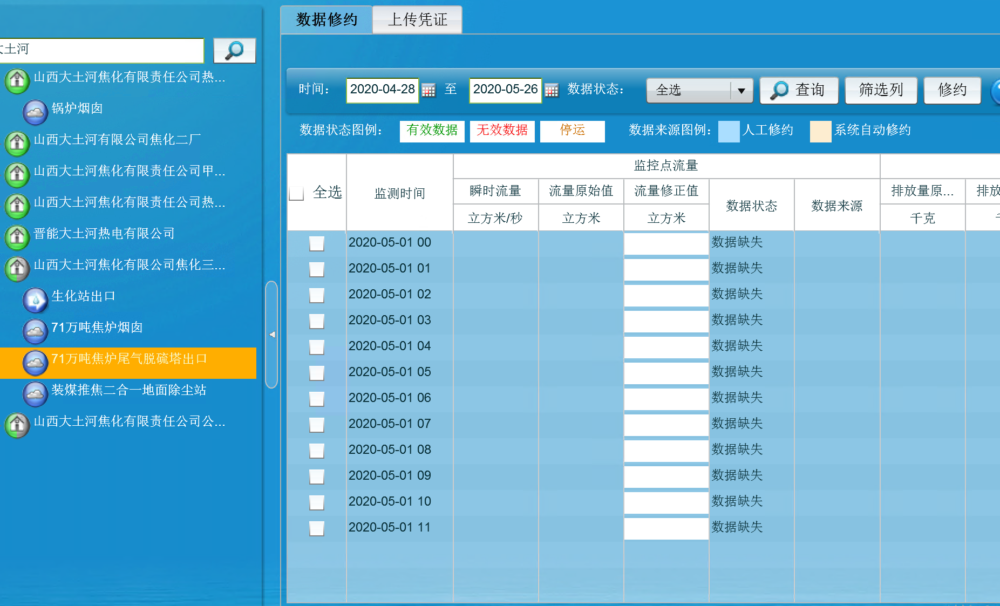 数据修约 上传凭证
土河
山西大土河焦化有限责任公司热...
锅炉烟囱
山西大土河有限公司焦化二厂
山西大土河焦化有限责任公司甲...
山西大土河焦化有限责任公司热...
晋能大土河热电有限公司
山西大土河焦化有限公司焦化三...
生化站出口
71万吨焦炉烟囱
71万吨焦炉尾气脱硫塔出口
装煤推焦二合一地面除尘站
山西大土河焦化有限责任公司公...
时间： 2020-04-28 至 2020-05-26 数据状态： 全选 查询 筛选列 修约
数据状态图例： 有效数据 无效数据 停运 数据来源图例： 人工修约 系统自动修约
监控点流量
全选 监测时间 瞬时流量 流量原始值 流量修正值 数据状态 数据来源 排放量原... 排放
立方米/秒 立方米 立方米 千克
2020-05-01 00 数据缺失
2020-05-01 01 数据缺失
2020-05-01 02 数据缺失
2020-05-01 03 数据缺失
2020-05-01 04 数据缺失
2020-05-01 05 数据缺失
2020-05-01 06 数据缺失
2020-05-01 07 数据缺失
2020-05-01 08 数据缺失
2020-05-01 09 数据缺失
2020-05-01 10 数据缺失
2020-05-01 11 数据缺失